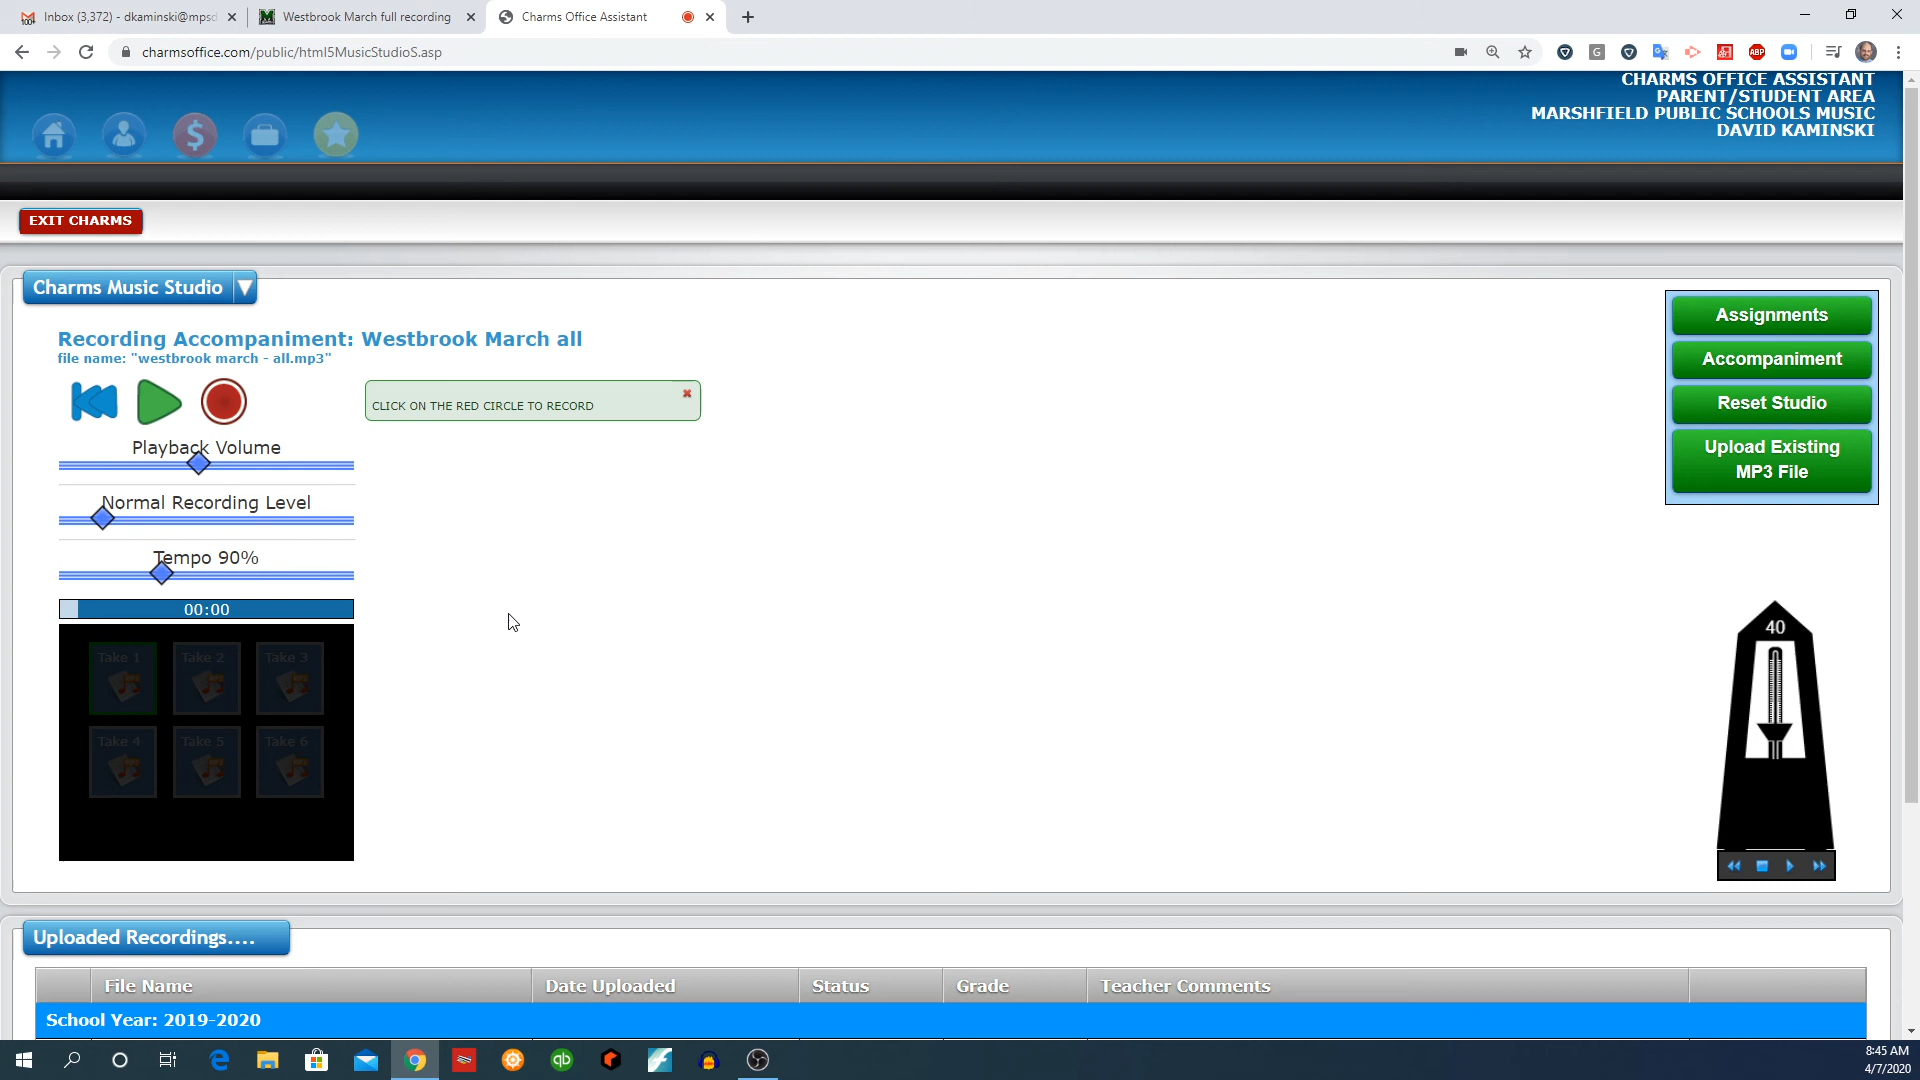 Inbox (3,372) - dkaminski@mpsd
Westbrook March full recording
Charms Office Assistant
charmsoffice.com/public/html5MusicStudioS.asp
CHARMS OFFICE ASSISTANT
PARENT/STUDENT AREA
MARSHFIELD PUBLIC SCHOOLS MUSIC
DAVID KAMINSKI
EXIT CHARMS
Charms Music Studio
Recording Accompaniment: Westbrook March all
file name: "westbrook march - all.mp3"
CLICK ON THE RED CIRCLE TO RECORD
Playback Volume
Normal Recording Level
Tempo 90%
00:00
Take 1 Take 2 Take 3
Take 4 Take 5 Take 6
Assignments
Accompaniment
Reset Studio
Upload Existing
MP3 File
40
Uploaded Recordings....
File Name Date Uploaded Status Grade Teacher Comments
School Year: 2019-2020
8:45 AM
4/7/2020